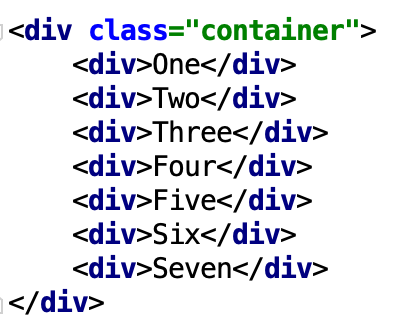 <div class="container">
    <div>One</div>
    <div>Two</div>
    <div>Three</div>
    <div>Four</div>
    <div>Five</div>
    <div>Six</div>
    <div>Seven</div>
</div>